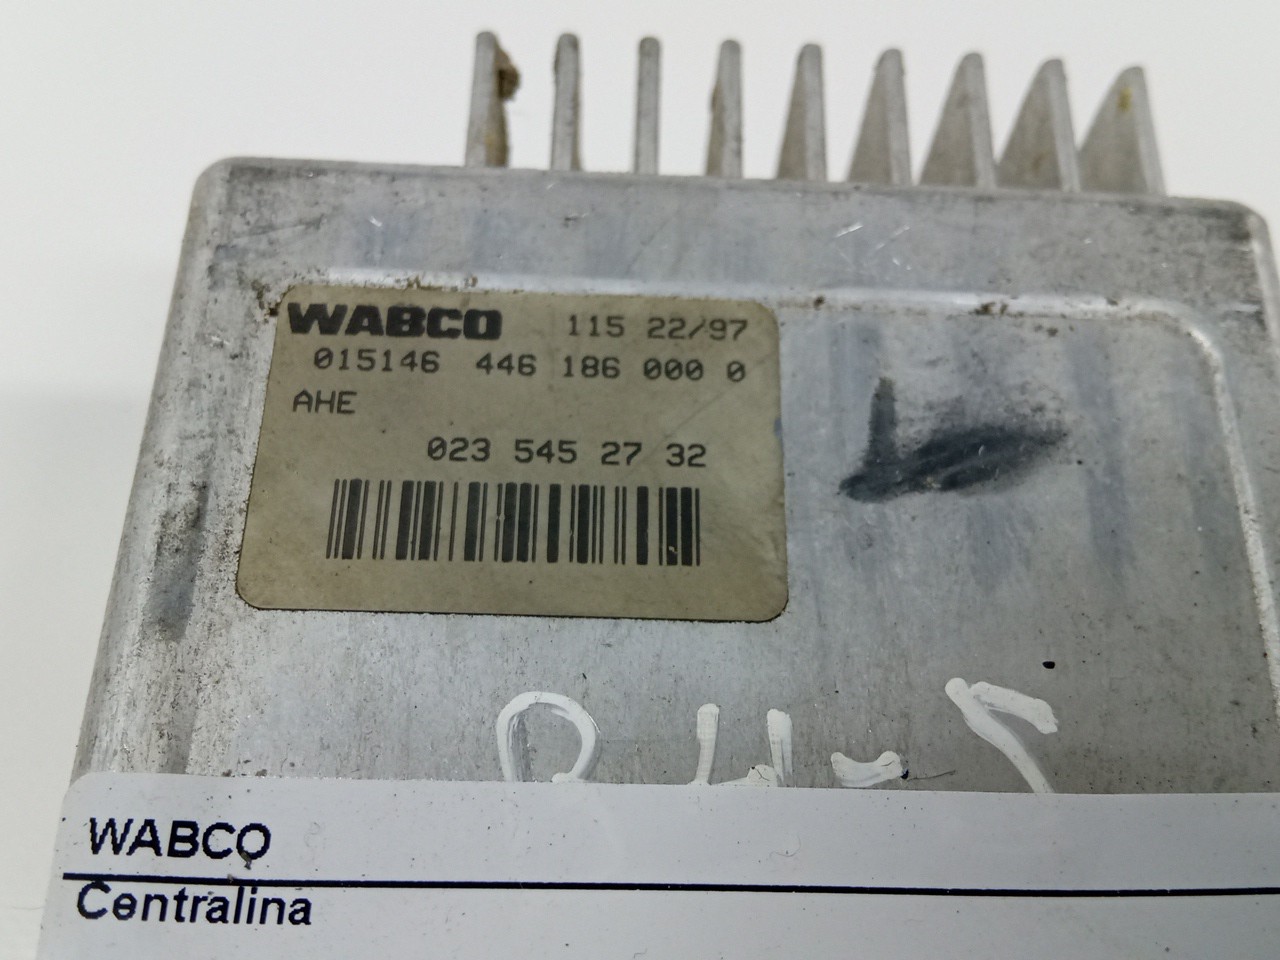 WABCO 115 22/97
015146 446 186 000 0
AHE
023 545 27 32
WABCO
Centralina